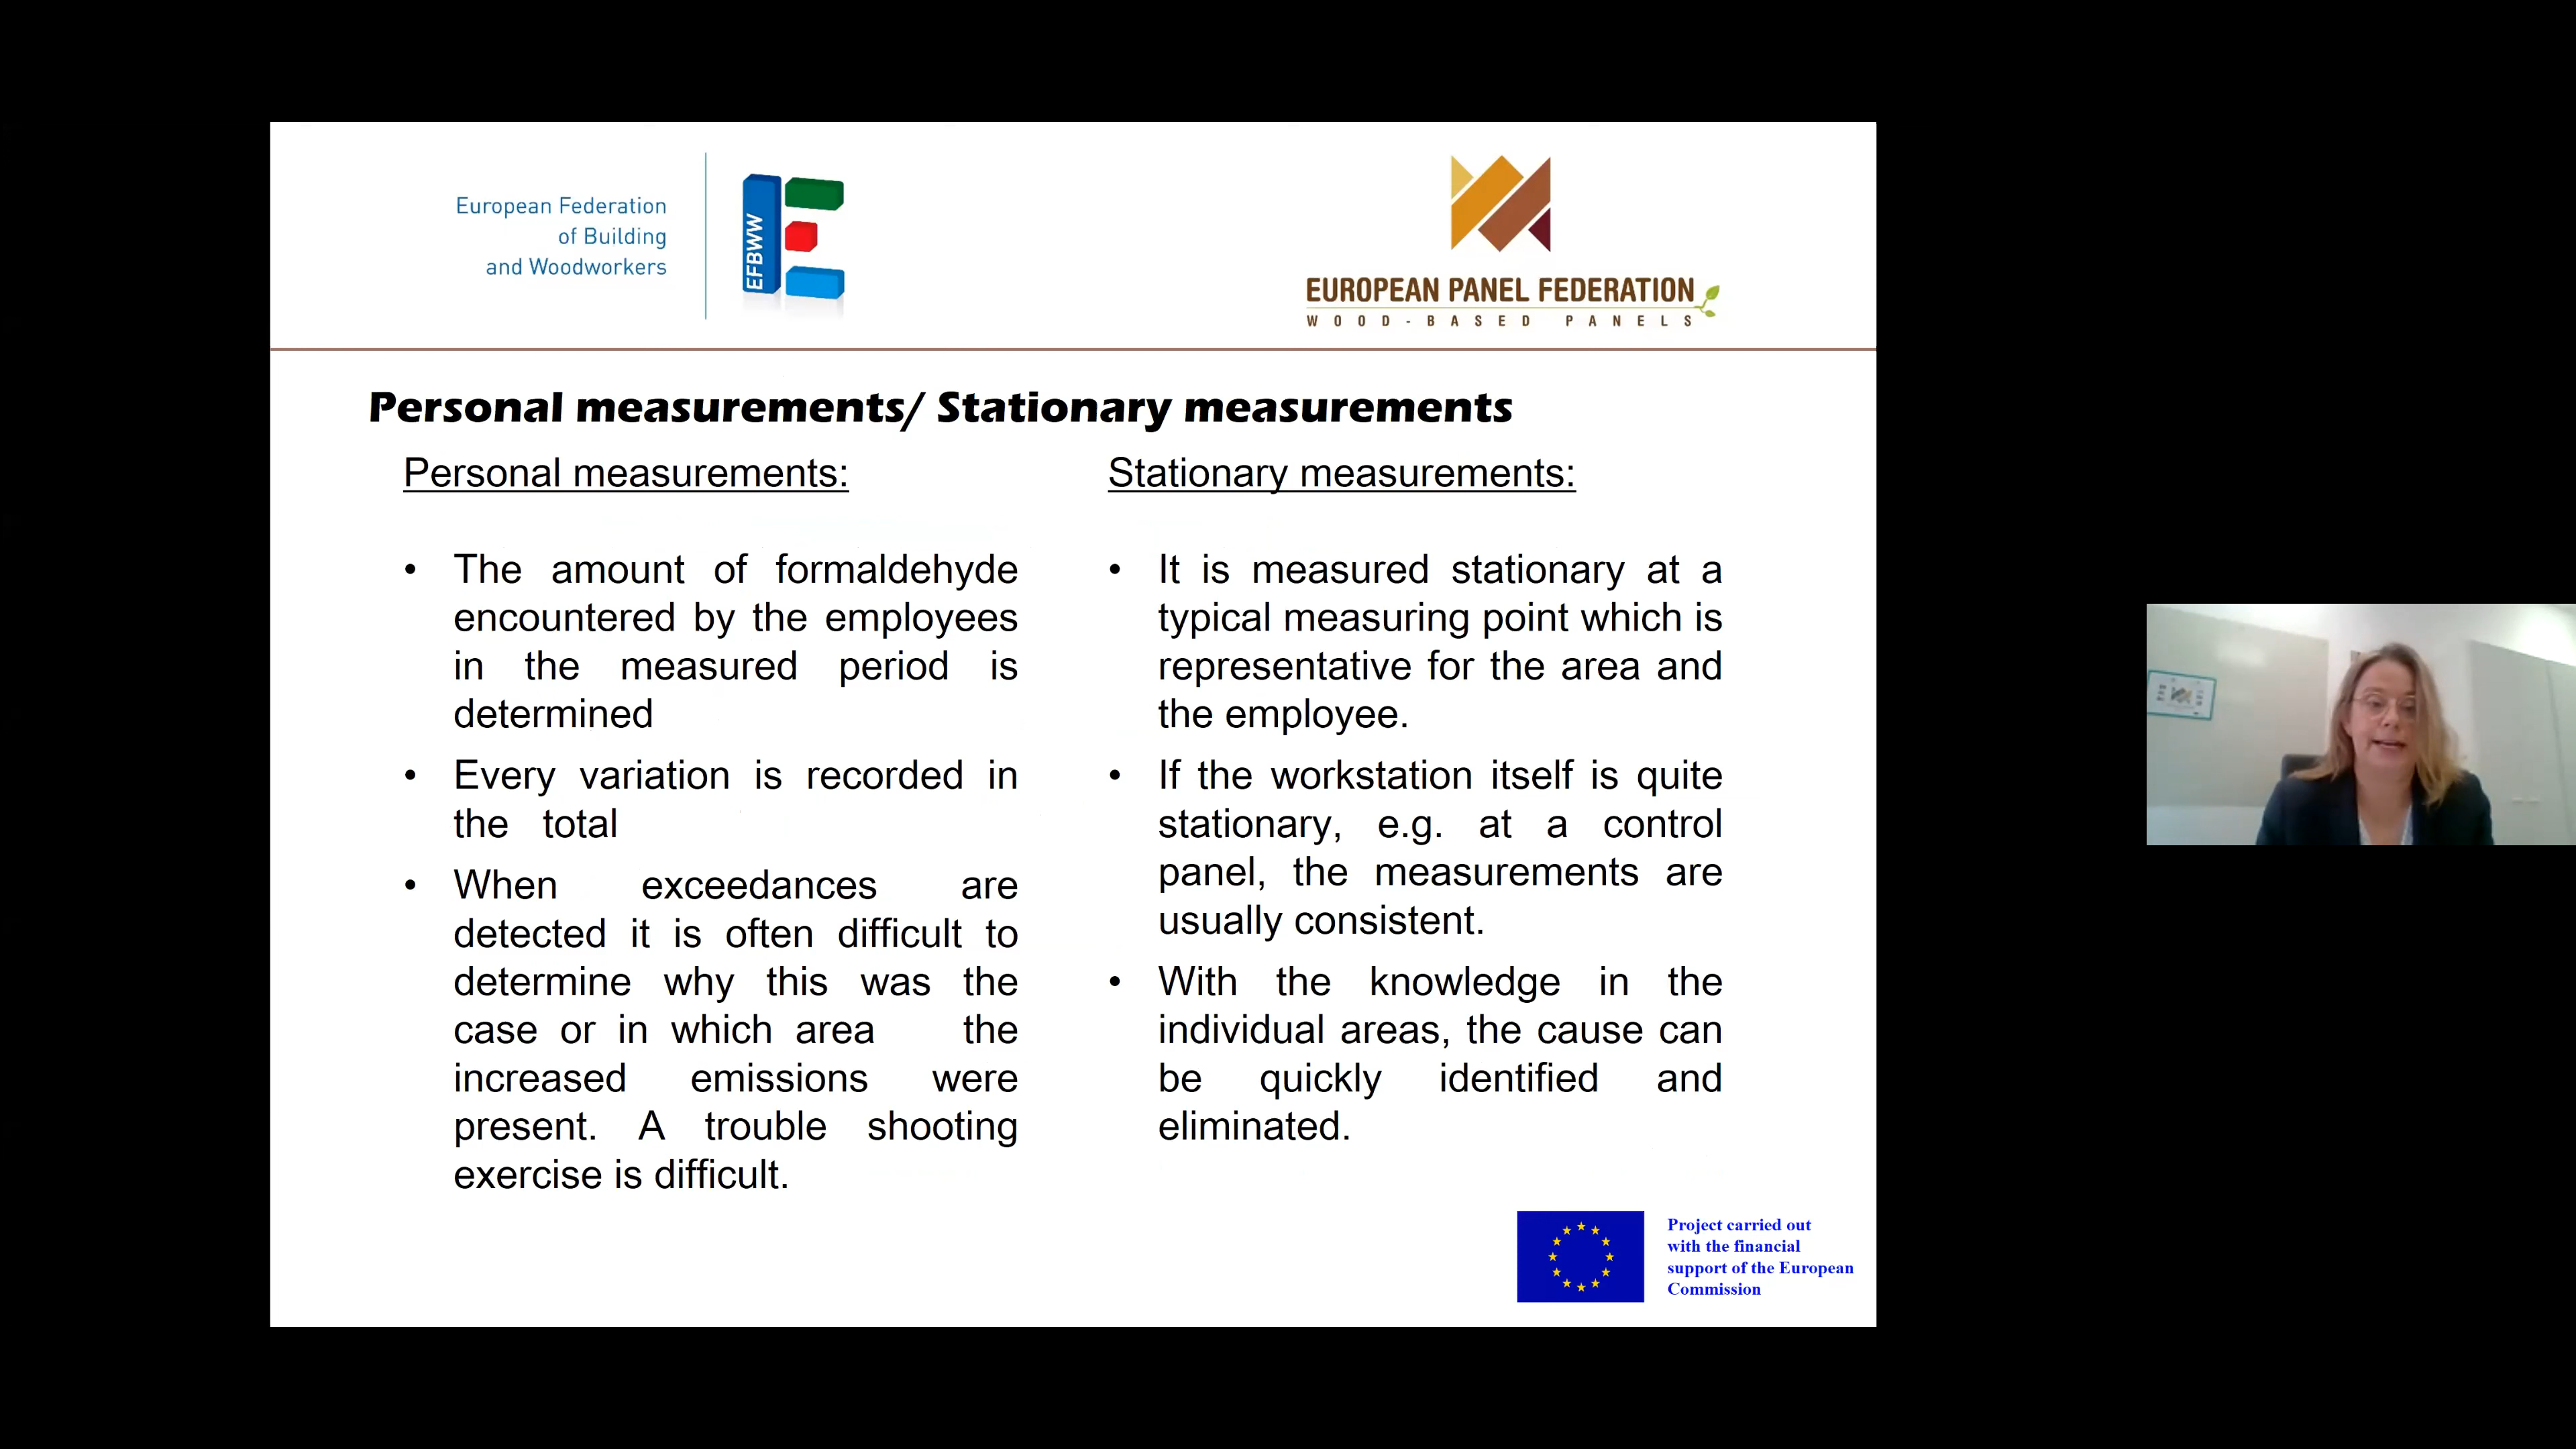 European Federation
of Building
and Woodworkers
EFBWW
EUROPEAN PANEL FEDERATION
WOOD-BASED PANELS
Personal measurements/ Stationary measurements
Personal measurements:
• The amount of formaldehyde
encountered by the employees
in the measured period is
determined
• Every variation is recorded in
the total
• When exceedances are
detected it is often difficult to
determine why this was the
case or in which area the
increased emissions were
present. A trouble shooting
exercise is difficult.
Stationary measurements:
• It is measured stationary at a
typical measuring point which is
representative for the area and
the employee.
• If the workstation itself is quite
stationary, e.g. at a control
panel, the measurements are
usually consistent.
• With the knowledge in the
individual areas, the cause can
be quickly identified and
eliminated.
Project carried out
with the financial
support of the European
Commission